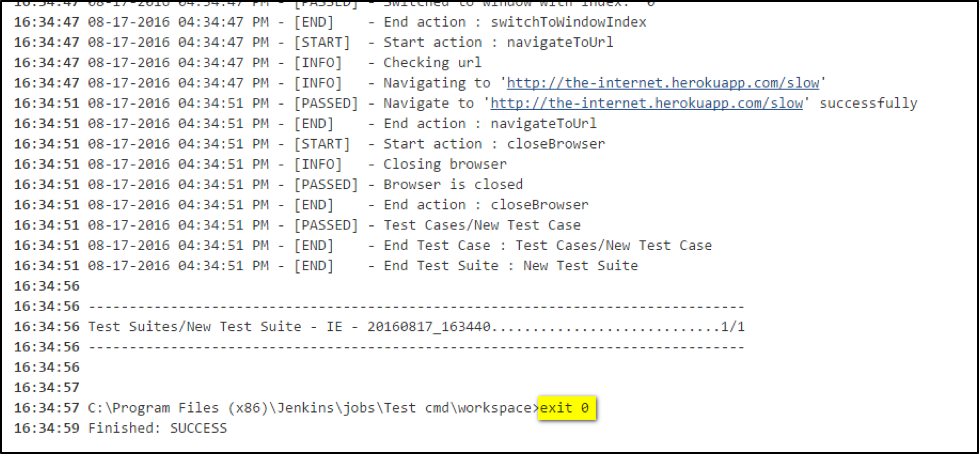 16:34:47 08-17-2016 04:34:47 PM - [PASSED] - Switched to window with index: '0'
16:34:47 08-17-2016 04:34:47 PM - [END] - End action : switchToWindowIndex
16:34:47 08-17-2016 04:34:47 PM - [START] - Start action : navigateToUrl
16:34:47 08-17-2016 04:34:47 PM - [INFO] - Checking url
16:34:47 08-17-2016 04:34:47 PM - [INFO] - Navigating to 'http://the-internet.herokuapp.com/slow'
16:34:51 08-17-2016 04:34:51 PM - [PASSED] - Navigate to 'http://the-internet.herokuapp.com/slow' successfully
16:34:51 08-17-2016 04:34:51 PM - [END] - End action : navigateToUrl
16:34:51 08-17-2016 04:34:51 PM - [START] - Start action : closeBrowser
16:34:51 08-17-2016 04:34:51 PM - [INFO] - Closing browser
16:34:51 08-17-2016 04:34:51 PM - [PASSED] - Browser is closed
16:34:51 08-17-2016 04:34:51 PM - [END] - End action : closeBrowser
16:34:51 08-17-2016 04:34:51 PM - [PASSED] - Test Cases/New Test Case
16:34:51 08-17-2016 04:34:51 PM - [END] - End Test Case : Test Cases/New Test Case
16:34:51 08-17-2016 04:34:51 PM - [END] - End Test Suite : New Test Suite
16:34:56
16:34:56 --------------------------------------------------------------------------------
16:34:56 Test Suites/New Test Suite - IE - 20160817_163440............................1/1
16:34:56 --------------------------------------------------------------------------------
16:34:56
16:34:57
16:34:57 C:\Program Files (x86)\Jenkins\jobs\Test cmd\workspace>exit 0
16:34:59 Finished: SUCCESS